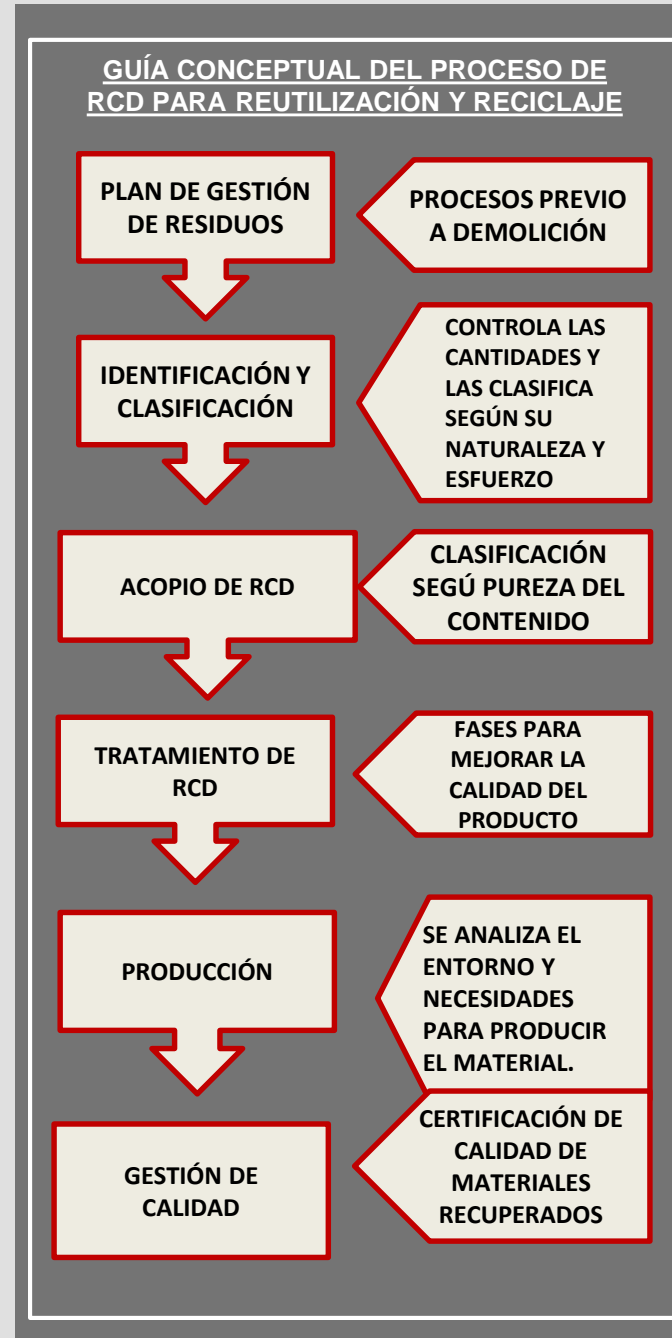 GUÍA CONCEPTUAL DEL PROCESO DE
RCD PARA REUTILIZACIÓN Y RECICLAJE
PLAN DE GESTIÓN
DE RESIDUOS
PROCESOS PREVIO
A DEMOLICIÓN
IDENTIFICACIÓN Y
CLASIFICACIÓN
CONTROLA LAS
CANTIDADES Y
LAS CLASIFICA
SEGÚN SU
NATURALEZA Y
ESFUERZO
ACOPIO DE RCD
CLASIFICACIÓN
SEGÚ PUREZA DEL
CONTENIDO
TRATAMIENTO DE
RCD
FASES PARA
MEJORAR LA
CALIDAD DEL
PRODUCTO
PRODUCCIÓN
SE ANALIZA EL
ENTORNO Y
NECESIDADES
PARA PRODUCIR
EL MATERIAL.
GESTIÓN DE
CALIDAD
CERTIFICACIÓN DE
CALIDAD DE
MATERIALES
RECUPERADOS